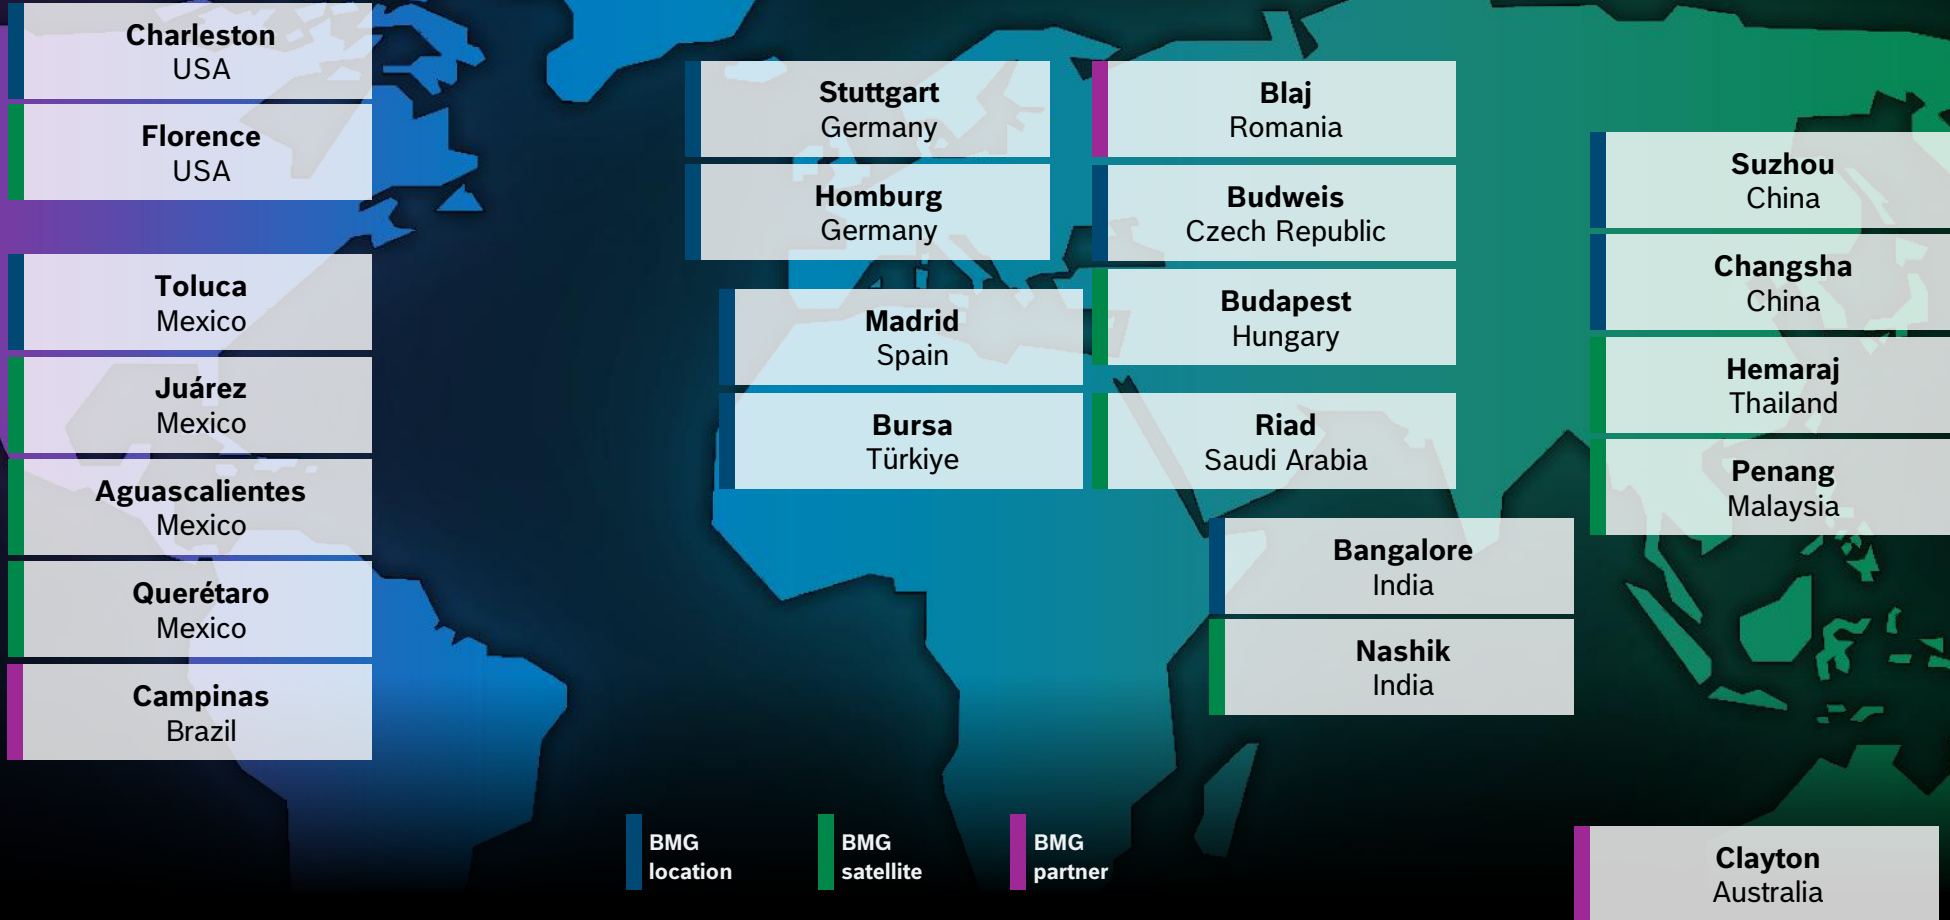 Charleston
USA
Florence
USA
Toluca
Mexico
Juárez
Mexico
Aguascalientes
Mexico
Querétaro
Mexico
Campinas
Brazil
Stuttgart
Germany
Homburg
Germany
Madrid
Spain
Bursa
Türkiye
Blaj
Romania
Budweis
Czech Republic
Budapest
Hungary
Riad
Saudi Arabia
Bangalore
India
Nashik
India
Suzhou
China
Changsha
China
Hemaraj
Thailand
Penang
Malaysia
Clayton
Australia
BMG
location
BMG
satellite
BMG
partner